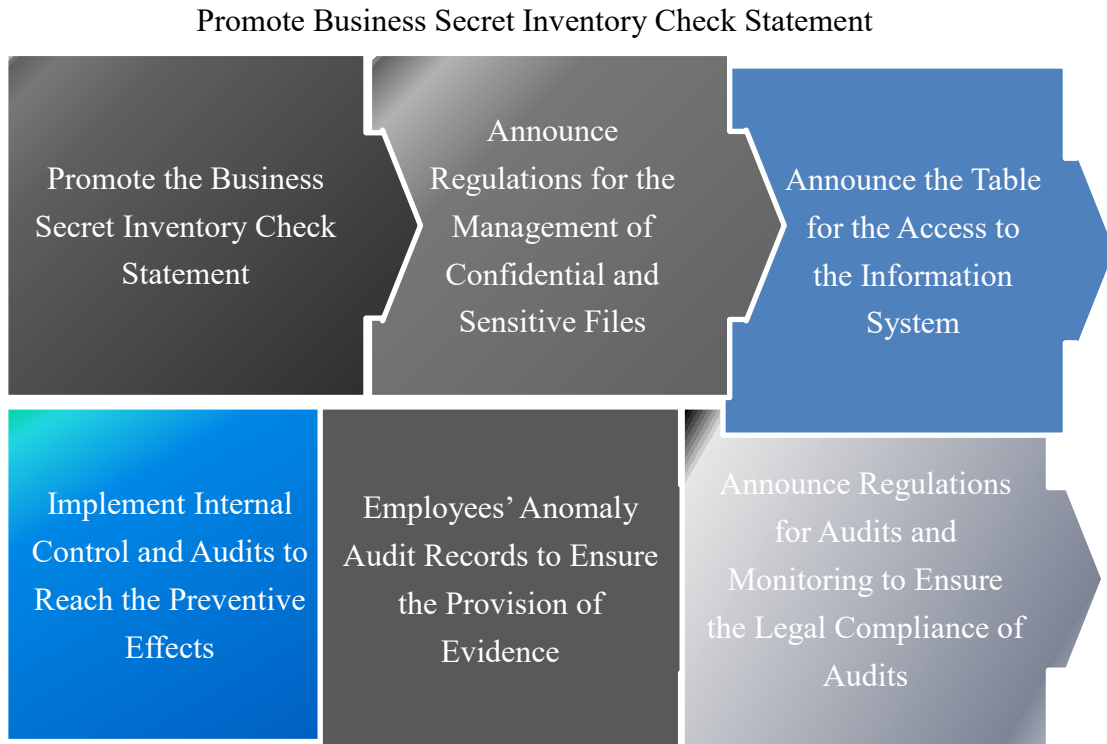 Promote Business Secret Inventory Check Statement
Promote the Business
Secret Inventory Check
Statement
Announce
Regulations for the
Management of
Confidential and
Sensitive Files
Announce the Table
for the Access to
the Information
System
Implement Internal
Control and Audits to
Reach the Preventive
Effects
Employees’ Anomaly
Audit Records to Ensure
the Provision of
Evidence
Announce Regulations
for Audits and
Monitoring to Ensure
the Legal Compliance of
Audits